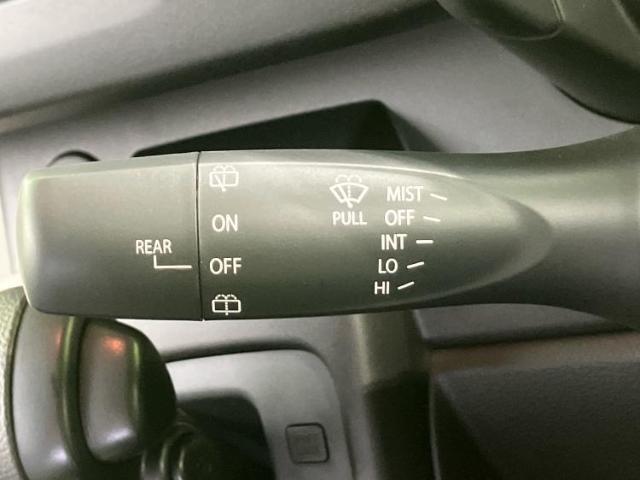 REAR
ON
OFF
PULL
MIST
OFF
INT
LO
HI